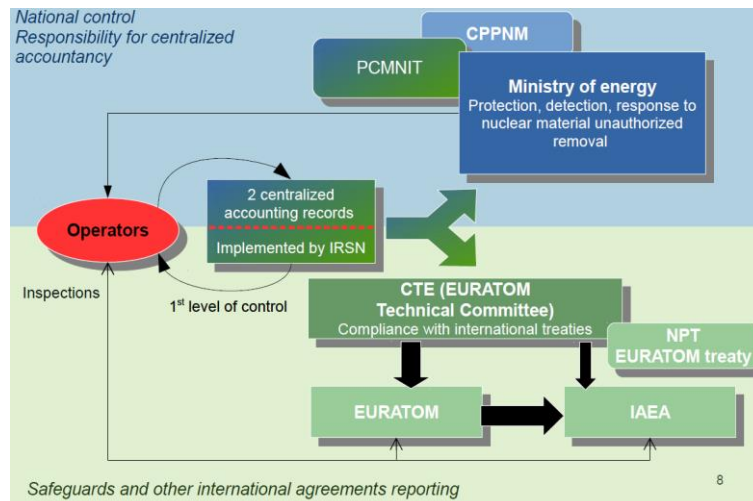 National control
Responsibility for centralized
accountancy
CPPNM
PCMNIT
Ministry of energy
Protection, detection, response to
nuclear material unauthorized
removal
2 centralized
accounting records
Operators
Implemented by IRSN
Inspections
1st level of control
CTE (EURATOM
Technical Committee)
Compliance with international treaties
NPT
EURATOM treaty
EURATOM
IAEA
Safeguards and other international agreements reporting
8